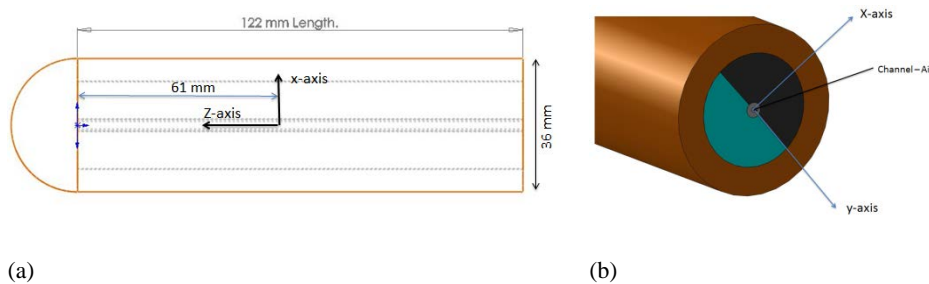 122 mm Length.
x-axis
61 mm
Z-axis
36 mm
(a)
X-axis
Channel – Ai
y-axis
(b)